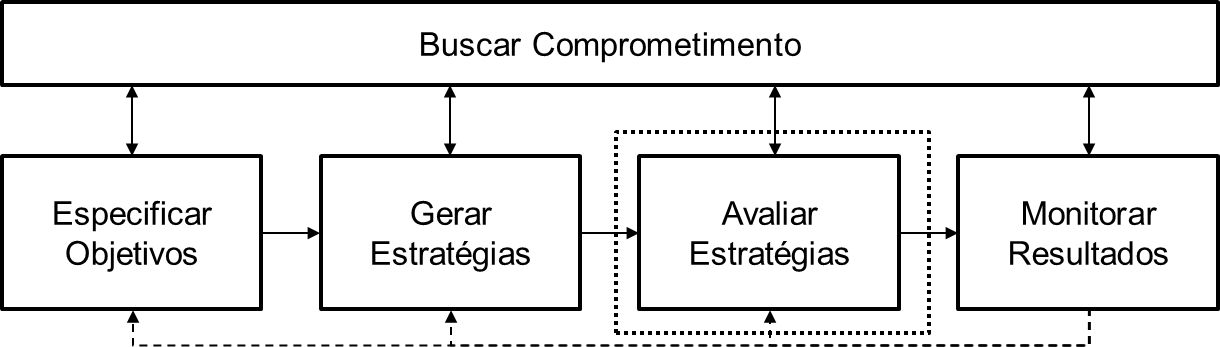 Buscar Comprometimento
Especificar
Objetivos
Gerar
Estratégias
Avaliar
Estratégias
Monitorar
Resultados